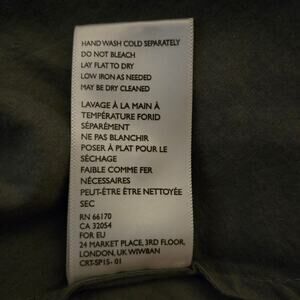 HAND WASH COLD SEPARATELY
DO NOT BLEACH
LAY FLAT TO DRY
LOW IRON AS NEEDED
MAY BE DRY CLEANED
LAVAGE À LA MAIN À
TEMPÉRATURE FORID
SÉPARÉMENT
NE PAS BLANCHIR
POSER À PLAT POUR LE
SÉCHAGE
FAIBLE COMME FER
NÉCESSAIRES
PEUT-ÊTRE ÊTRE NETTOYÉE
SEC
RN 66170
CA 32054
FOR EU
24 MARKET PLACE, 3RD FLOOR,
LONDON, UK WIWBAN
CRT-SP15- 01